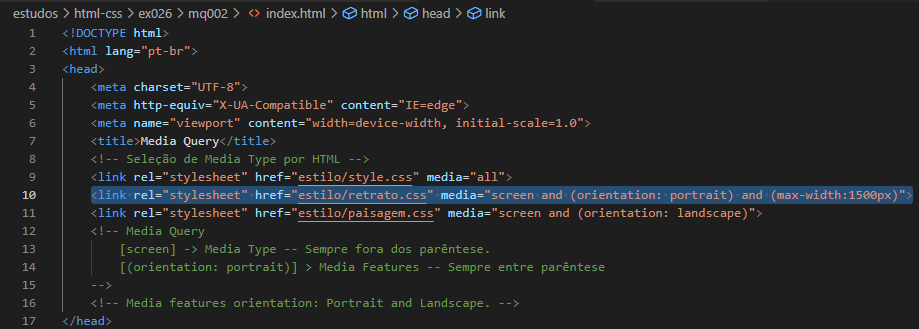 estudos > html-css > ex026 > mq002 > <> index.html > html > head > link
1 <!DOCTYPE html>
2 <html lang="pt-br">
3 <head>
4 <meta charset="UTF-8">
5 <meta http-equiv="X-UA-Compatible" content="IE=edge">
6 <meta name="viewport" content="width=device-width, initial-scale=1.0">
7 <title>Media Query</title>
8 <!-- Seleção de Media Type por HTML -->
9 <link rel="stylesheet" href="estilo/style.css" media="all">
10 <link rel="stylesheet" href="estilo/retrato.css" media="screen and (orientation: portrait) and (max-width:1500px)">
11 <link rel="stylesheet" href="estilo/paisagem.css" media="screen and (orientation: landscape)">
12 <!-- Media Query
13 [screen] -> Media Type -- Sempre fora dos parêntese.
14 [(orientation: portrait)] > Media Features -- Sempre entre parêntese
15 -->
16 <!-- Media features orientation: Portrait and Landscape. -->
17 </head>